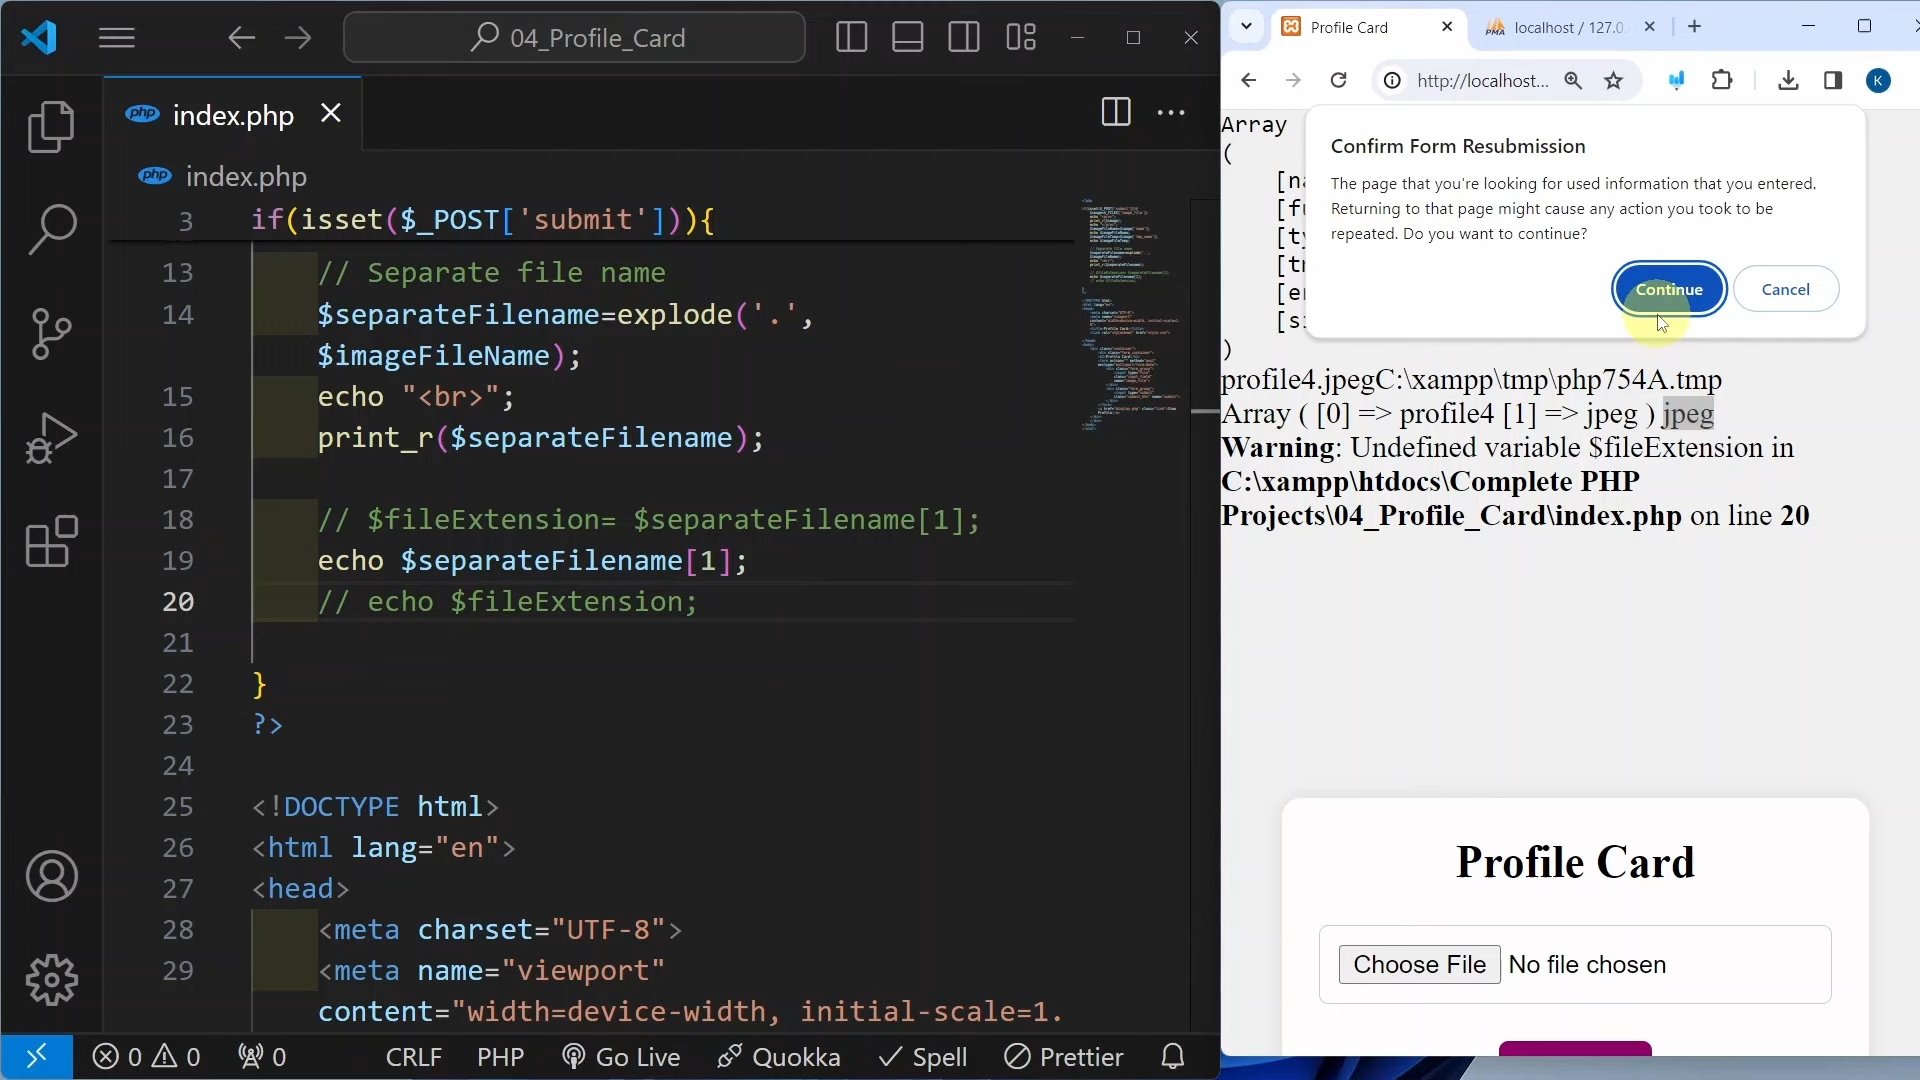 04_Profile_Card
index.php
index.php
3 if(isset($_POST['submit'])){
13 // Separate file name
14 $separateFilename=explode('.',
$imageFileName);
15 echo "<br>";
16 print_r($separateFilename);
17
18 // $fileExtension= $separateFilename[1];
19 echo $separateFilename[1];
20 // echo $fileExtension;
21
22 }
23 ?>
24
25 <!DOCTYPE html>
26 <html lang="en">
27 <head>
28 <meta charset="UTF-8">
29 <meta name="viewport"
content="width=device-width, initial-scale=1.
0 0 0 CRLF PHP Go Live Quokka Spell Prettier
Profile Card localhost / 127.0.
http://localhost... K
Array
(
Confirm Form Resubmission
The page that you're looking for used information that you entered.
Returning to that page might cause any action you took to be
repeated. Do you want to continue?
Continue Cancel
)
profile4.jpegC:\xampp\tmp\php754A.tmp
Array ( [0] => profile4 [1] => jpeg ) jpeg
Warning: Undefined variable $fileExtension in
C:\xampp\htdocs\Complete PHP
Projects\04_Profile_Card\index.php on line 20
Profile Card
Choose File No file chosen